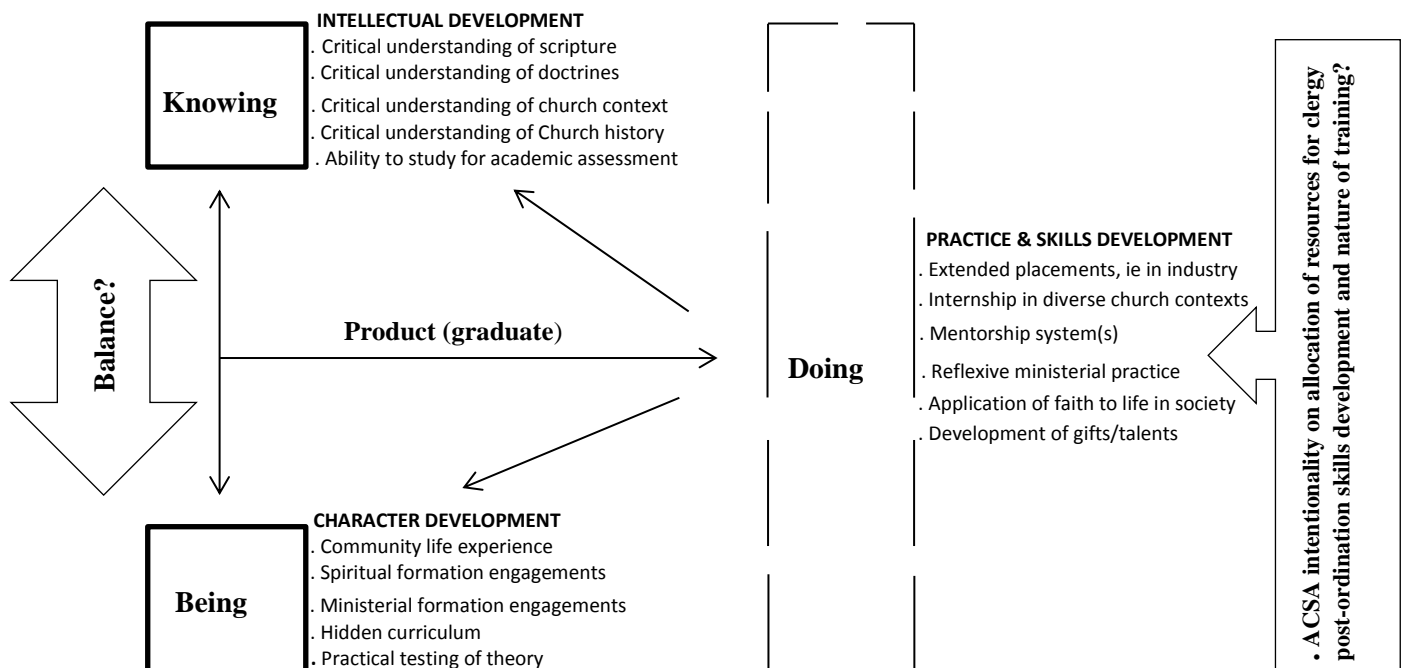 INTELLECTUAL DEVELOPMENT
. Critical understanding of scripture
. Critical understanding of doctrines
Knowing
. Critical understanding of church context
. Critical understanding of Church history
. Ability to study for academic assessment
Balance?
Product (graduate)
Doing
PRACTICE & SKILLS DEVELOPMENT
. Extended placements, ie in industry
. Internship in diverse church contexts
. Mentorship system(s)
. Reflexive ministerial practice
. Application of faith to life in society
. Development of gifts/talents
. ACSA intentionality on allocation of resources for clergy
post-ordination skills development and nature of training?
CHARACTER DEVELOPMENT
. Community life experience
. Spiritual formation engagements
Being
. Ministerial formation engagements
. Hidden curriculum
. Practical testing of theory